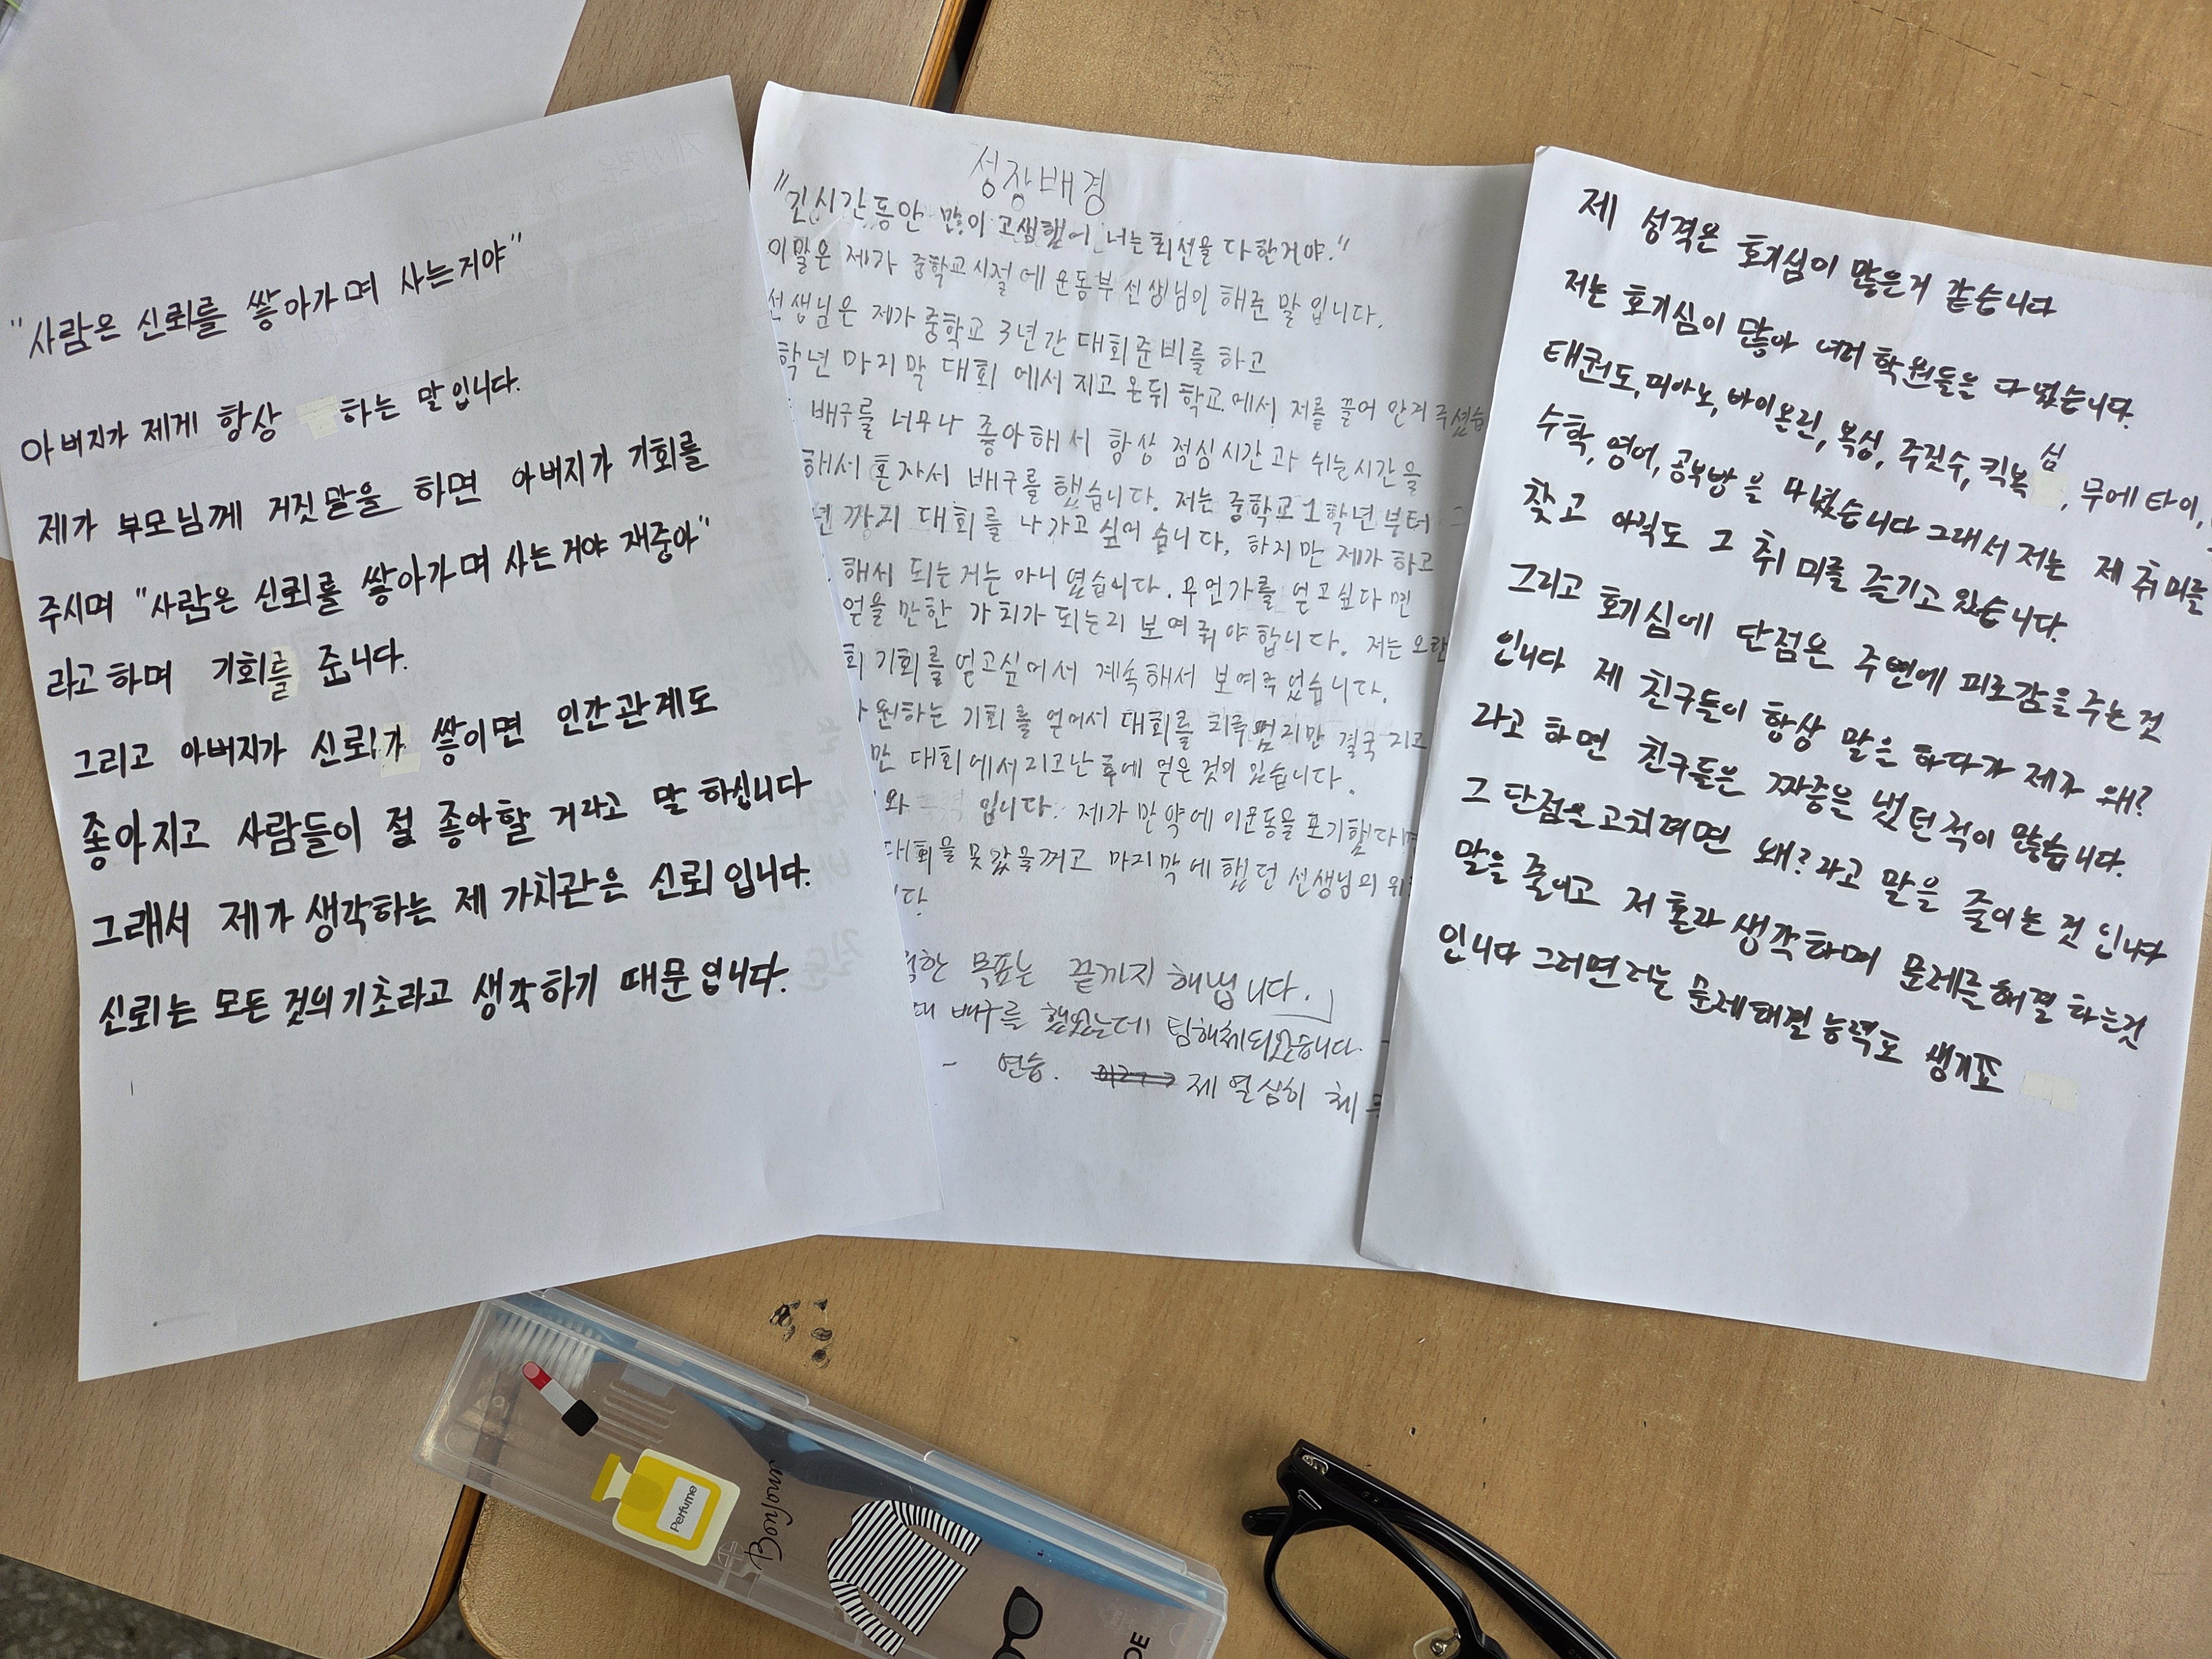 "사람은 신뢰를 쌓아가며 사는거야"
아버지가 제게 항상 하는 말입니다.
제가 부모님께 거짓말을 하면 아버지가 기회를
주시며 "사람은 신뢰를 쌓아가며 사는거야 재중아"
라고하며 기회를 줍니다.
그리고 아버지가 신뢰가 쌓이면 인간관계도
좋아지고 사람들이 절 좋아할 거라고 말 하십니다
그래서 제가 생각하는 제 가치관은 신뢰 입니다.
신뢰는 모든 것의 기초라고 생각하기 때문입니다.
성장배경
"긴시간동안 많이 고생했어 너는 최선을 다한거야."
이말은 제가 중학교시절에 운동부 선생님이 해준 말 입니다.
선생님은 제가 중학교 3년간 대회준비를 하고
학년 마지막 대회 에서 지고 온뒤 학교에서 저를 끌어 안겨 주셨습
배구를 너무나 좋아해서 항상 점심시간과 쉬는시간을
해서 혼자서 배구를 했습니다. 저는 중학교 1학년부터
년까지 대회를 나가고 싶어 습니다. 하지만 제가 하고
해서 되는거는 아니 였습니다. 무언가를 얻고싶다면
얻을 만한 가치가 되는지 보여줘야 합니다. 저는 오랜
회 기회를 얻고싶어서 계속해서 보여주었습니다.
원하는 기회를 얻어서 대회를 치루웠지만 결국 지고
만 대회에서 지고난 후에 얻은 것이 있습니다.
와 입니다. 제가 만약에 이운동을 포기했다면
대회을 못갔을꺼고 마지막에 했던 선생님의 위
다
한 목표는 끝까지 해냅니다.
때 배구를 했었는데 팀해체되었습니다.
- 연습. 제 열심히 체
제 성격은 호기심이 많은거 같습니다
저는 호기심이 많아 여러 학원들은 다녔습니다.
태권도, 피아노, 바이올린, 복싱, 주짓수, 킥복싱, 무에타이,
수학, 영어, 공부방을 다녔습니다 그래서 저는 제 취미를
찾고 아직도 그 취미를 즐기고 있습니다.
그리고 호기심에 단점은 주변에 피로감을 주는것
입니다 제 친구들이 항상 말을 하다가 제가 왜?
라고 하면 친구들은 짜증을 냈던적이 많습니다.
그 단점을 고치려면 왜?라고 말을 줄이는 것 입니다
말을 줄이고 저 혼자 생각하며 문제를 해결 하는것
입니다 그러면 저는 문제해결 능력도 생기죠
Perfume
Bonjour